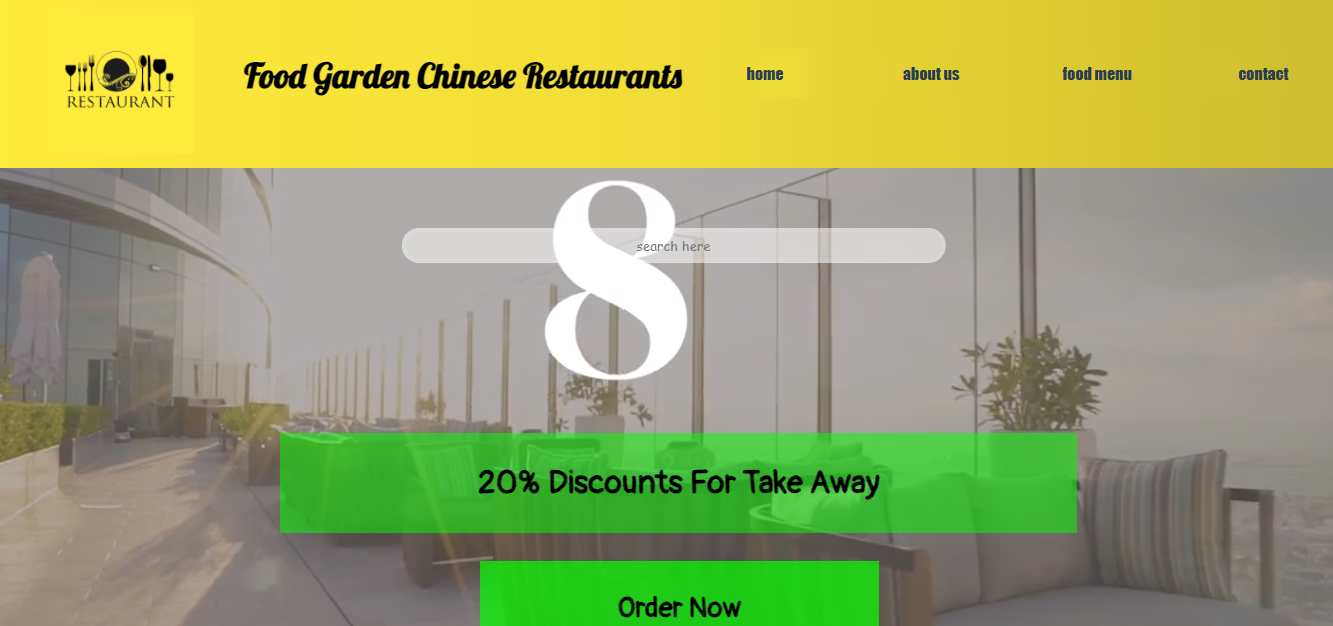 RESTAURANT
Food Garden Chinese Restaurants
home
about us
food menu
contact
8
search here
20% Discounts For Take Away
Order Now